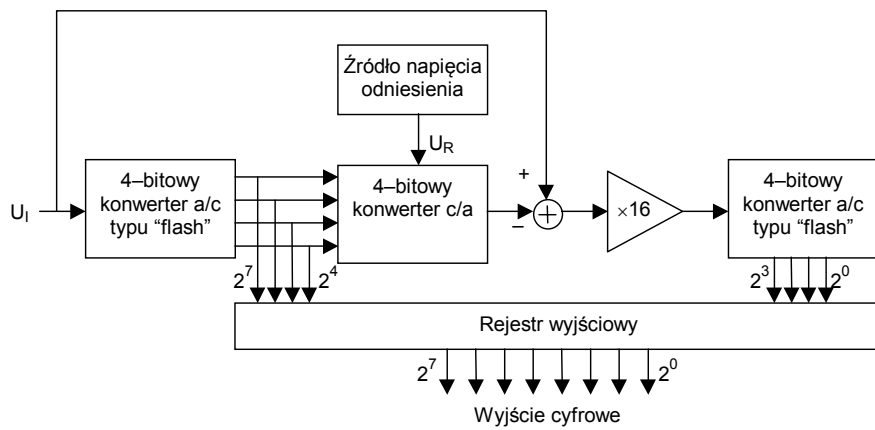 Źródło napięcia
odniesienia
U_R
U_I
4–bitowy
konwerter a/c
typu “flash”
4–bitowy
konwerter c/a
+
−
×16
4–bitowy
konwerter a/c
typu “flash”
2^7 2^4
2^3 2^0
Rejestr wyjściowy
2^7 2^0
Wyjście cyfrowe